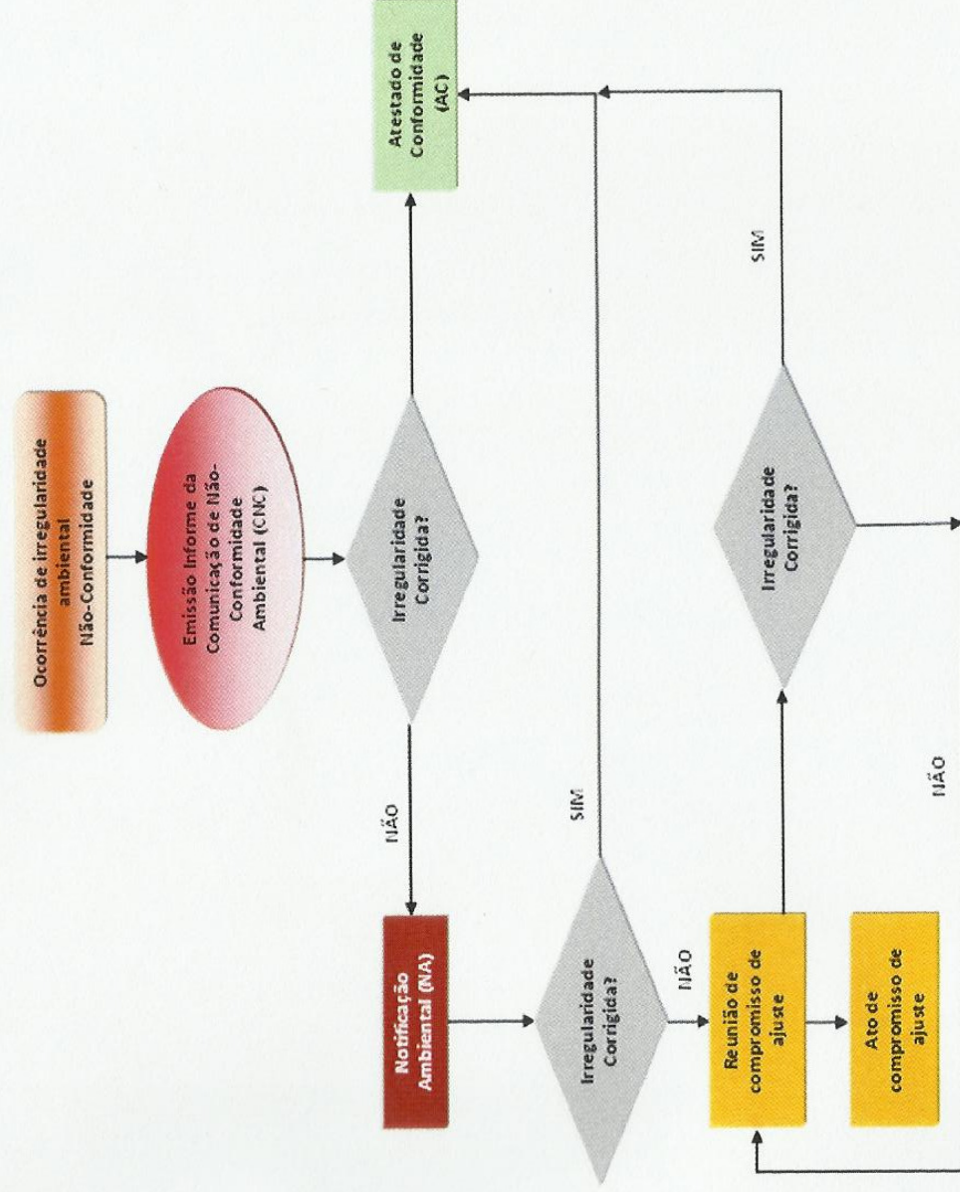 Ocorrência de irregularidade
ambiental
Não-Conformidade
Emissão Informe da
Comunicação de Não-
Conformidade
Ambiental (CNC)
Irregularidade
Corrigida?
NÃO
Atestado de
Conformidade
(AC)
Notificação
Ambiental (NA)
Irregularidade
Corrigida?
SIM
NÃO
Reunião de
compromisso de
ajuste
Irregularidade
Corrigida?
SIM
NÃO
Ato de
compromisso de
ajuste